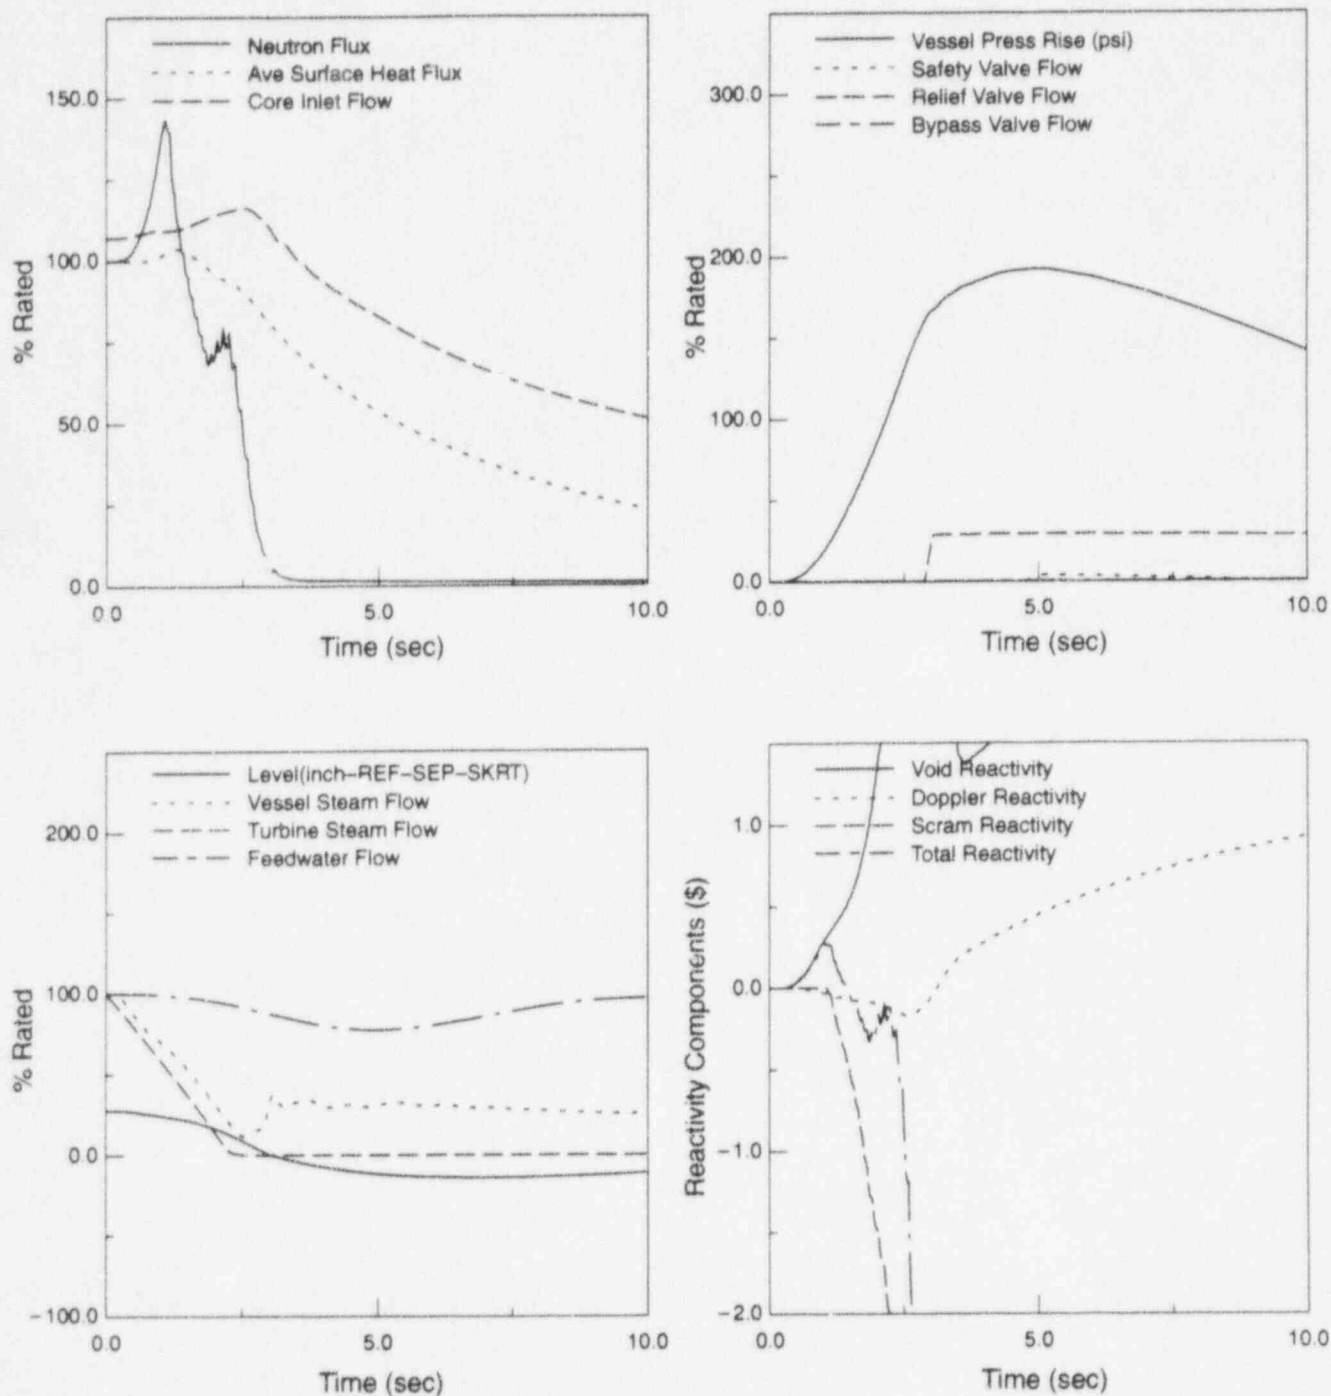 Neutron Flux
Ave Surface Heat Flux
Core Inlet Flow
150.0
100.0
50.0
0.0
% Rated
0.0 5.0 10.0
Time (sec)
Vessel Press Rise (psi)
Safety Valve Flow
Relief Valve Flow
Bypass Valve Flow
300.0
200.0
100.0
0.0
% Rated
0.0 5.0 10.0
Time (sec)
Level(inch-REF-SEP-SKRT)
Vessel Steam Flow
Turbine Steam Flow
Feedwater Flow
200.0
100.0
0.0
-100.0
% Rated
0.0 5.0 10.0
Time (sec)
Void Reactivity
Doppler Reactivity
Scram Reactivity
Total Reactivity
1.0
0.0
-1.0
-2.0
Reactivity Components ($)
0.0 5.0 10.0
Time (sec)